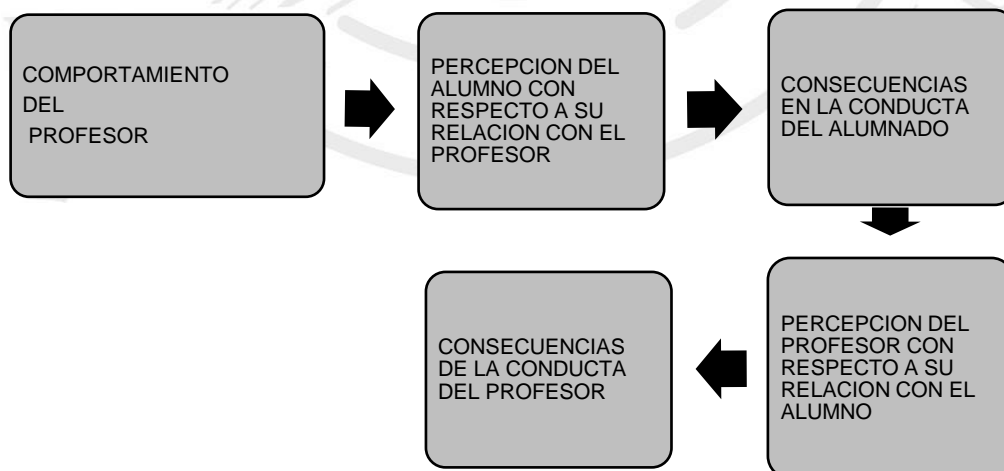 COMPORTAMIENTO
DEL
PROFESOR
PERCEPCION DEL
ALUMNO CON
RESPECTO A SU
RELACION CON EL
PROFESOR
CONSECUENCIAS
EN LA CONDUCTA
DEL ALUMNADO
PERCEPCION DEL
PROFESOR CON
RESPECTO A SU
RELACION CON EL
ALUMNO
CONSECUENCIAS
DE LA CONDUCTA
DEL PROFESOR